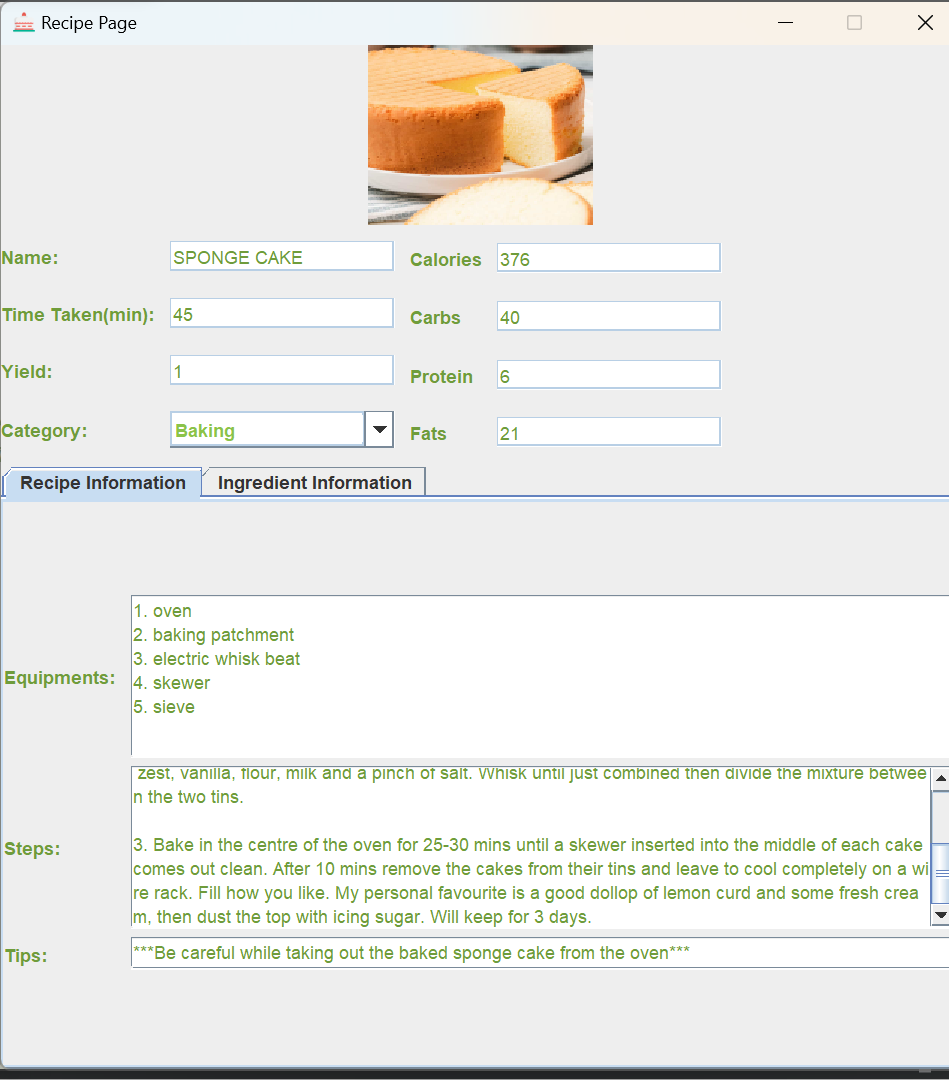 Recipe Page
Name: SPONGE CAKE Calories 376
Time Taken(min): 45 Carbs 40
Yield: 1 Protein 6
Category: Baking Fats 21
Recipe Information Ingredient Information
Equipments:
1. oven
2. baking patchment
3. electric whisk beat
4. skewer
5. sieve
Steps:
zest, vanilla, flour, milk and a pinch of salt. Whisk until just combined then divide the mixture betwee
n the two tins.
3. Bake in the centre of the oven for 25-30 mins until a skewer inserted into the middle of each cake
comes out clean. After 10 mins remove the cakes from their tins and leave to cool completely on a wi
re rack. Fill how you like. My personal favourite is a good dollop of lemon curd and some fresh crea
m, then dust the top with icing sugar. Will keep for 3 days.
Tips: ***Be careful while taking out the baked sponge cake from the oven***